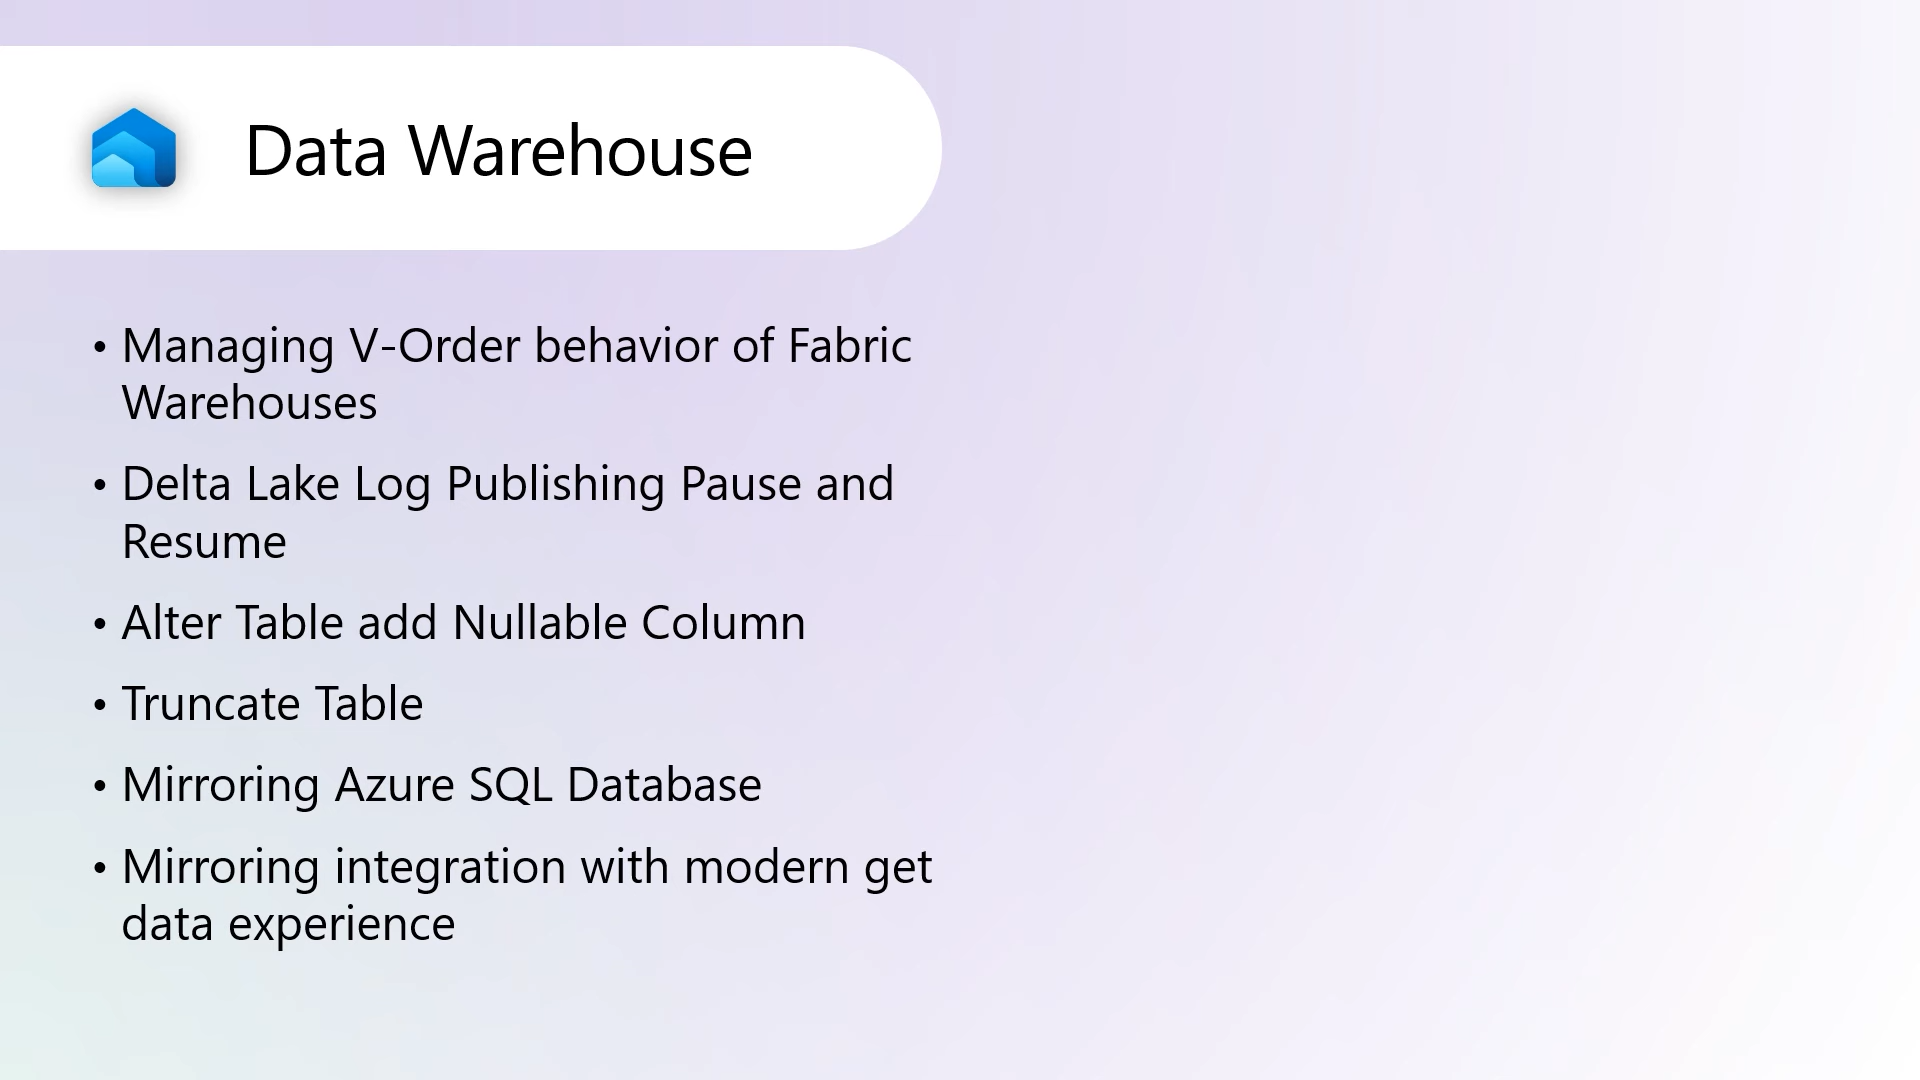 Data Warehouse
• Managing V-Order behavior of Fabric
Warehouses
• Delta Lake Log Publishing Pause and
Resume
• Alter Table add Nullable Column
• Truncate Table
• Mirroring Azure SQL Database
• Mirroring integration with modern get
data experience